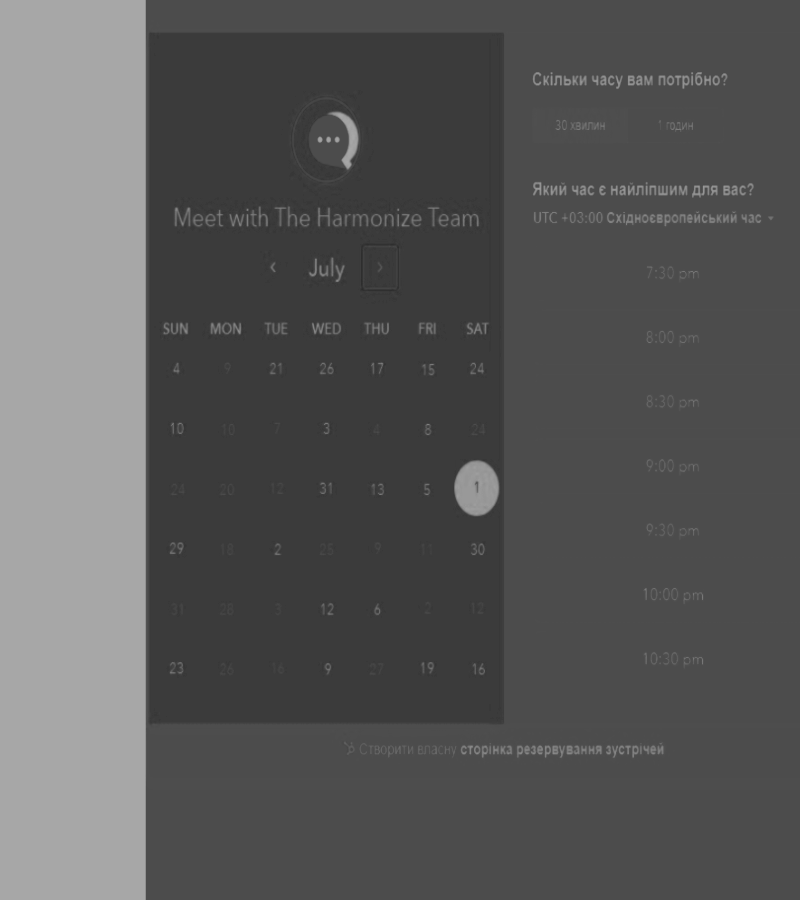 Meet with The Harmonize Team
July
SUN MON TUE WED THU FRI SAT
4 9 21 26 17 15 24
10 10 7 3 4 8 24
24 20 12 31 13 5 1
29 18 2 25 9 11 30
31 28 3 12 6 2 12
23 26 16 9 27 19 16
Скільки часу вам потрібно?
30 хвилин 1 годин
Який час є найліпшим для вас?
UTC +03:00 Східноєвропейський час
7:30 pm
8:00 pm
8:30 pm
9:00 pm
9:30 pm
10:00 pm
10:30 pm
Створити власну сторінка резервування зустрічей